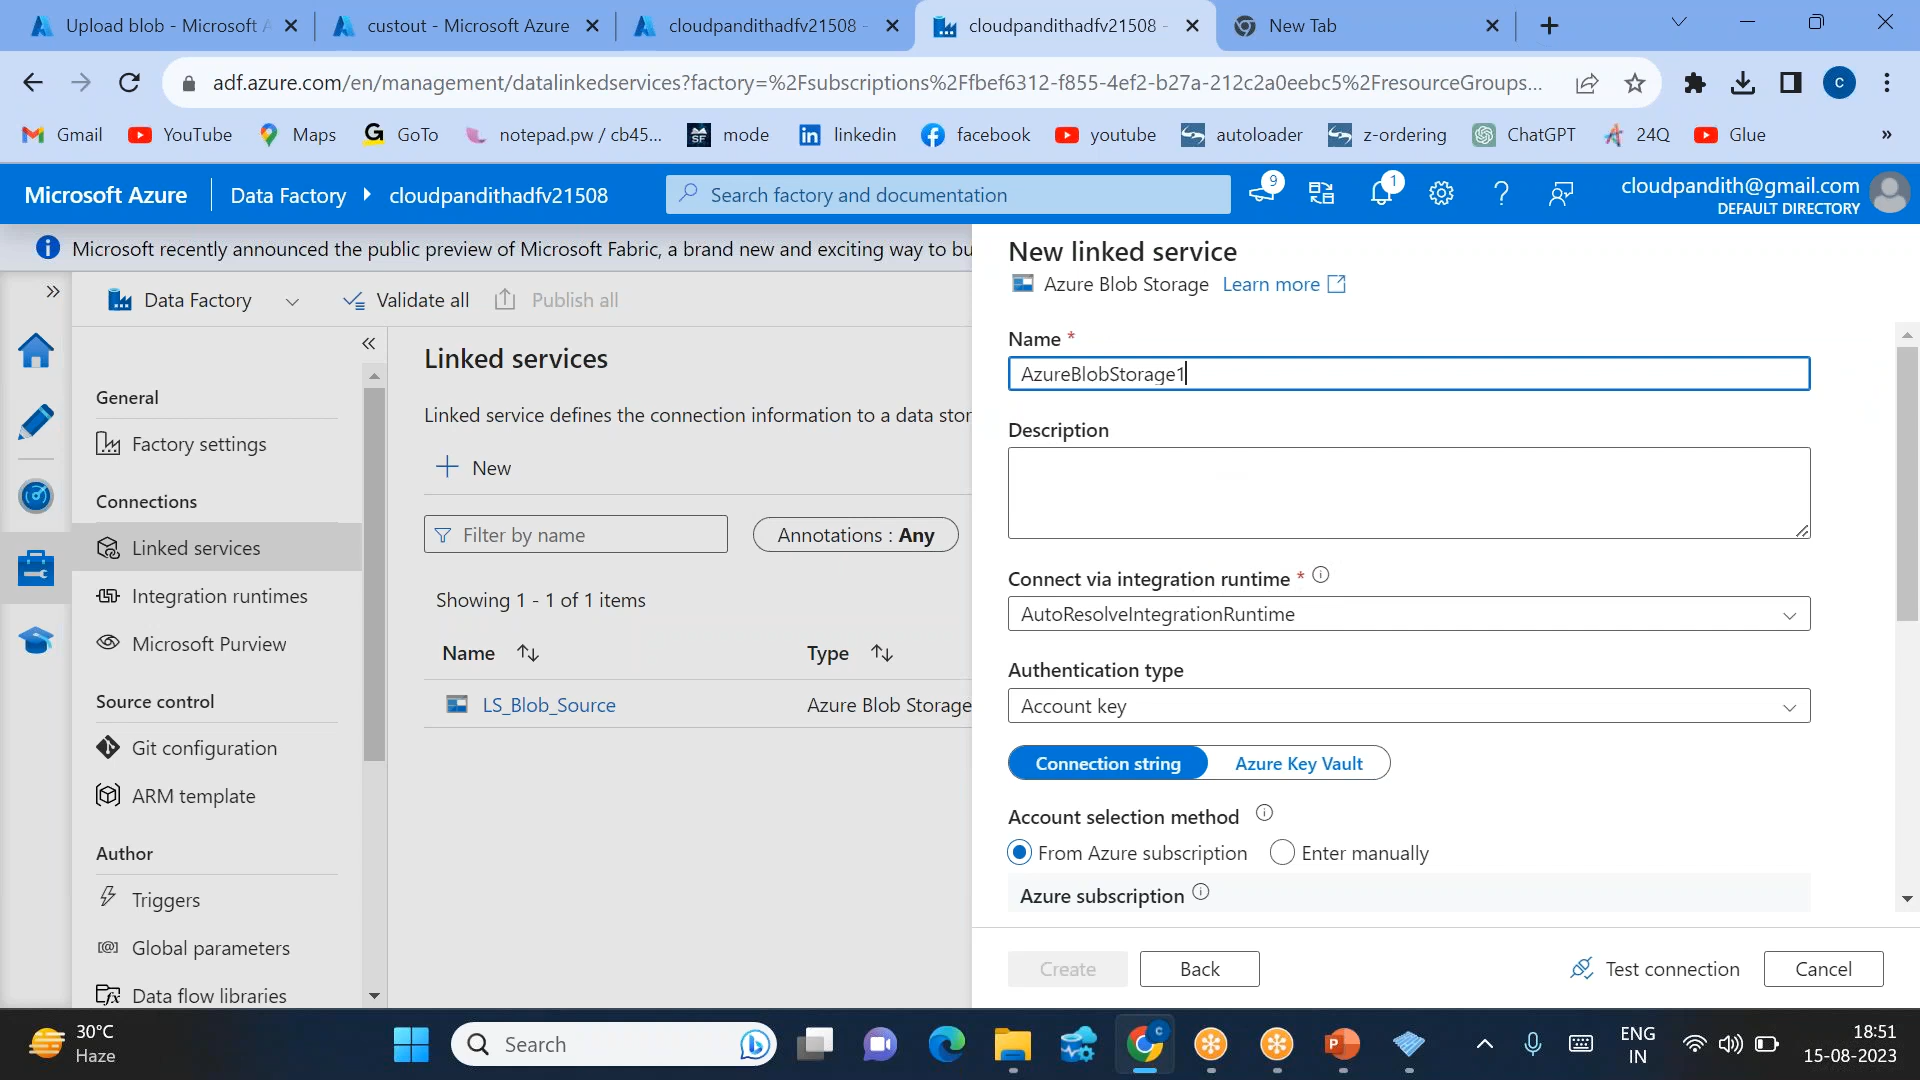 Upload blob - Microsoft A
custout - Microsoft Azure
cloudpandithadfv21508 -
cloudpandithadfv21508 -
New Tab
adf.azure.com/en/management/datalinkedservices?factory=%2Fsubscriptions%2Ffbef6312-f855-4ef2-b27a-212c2a0eebc5%2FresourceGroups...
C
Gmail
YouTube
Maps
GoTo
notepad.pw / cb45...
mode
linkedin
facebook
youtube
autoloader
z-ordering
ChatGPT
24Q
Glue
»
Microsoft Azure
Data Factory
cloudpandithadfv21508
Search factory and documentation
9
1
cloudpandith@gmail.com
DEFAULT DIRECTORY
Microsoft recently announced the public preview of Microsoft Fabric, a brand new and exciting way to bu
Data Factory
Validate all
Publish all
General
Factory settings
Connections
Linked services
Integration runtimes
Microsoft Purview
Source control
Git configuration
ARM template
Author
Triggers
Global parameters
Data flow libraries
Linked services
Linked service defines the connection information to a data stor
New
Filter by name
Annotations : Any
Showing 1 - 1 of 1 items
Name
Type
LS_Blob_Source
Azure Blob Storage
New linked service
Azure Blob Storage Learn more
Name *
AzureBlobStorage1
Description
Connect via integration runtime *
AutoResolveIntegrationRuntime
Authentication type
Account key
Connection string
Azure Key Vault
Account selection method
From Azure subscription
Enter manually
Azure subscription
Create
Back
Test connection
Cancel
30°C
Haze
Search
ENG
IN
18:51
15-08-2023